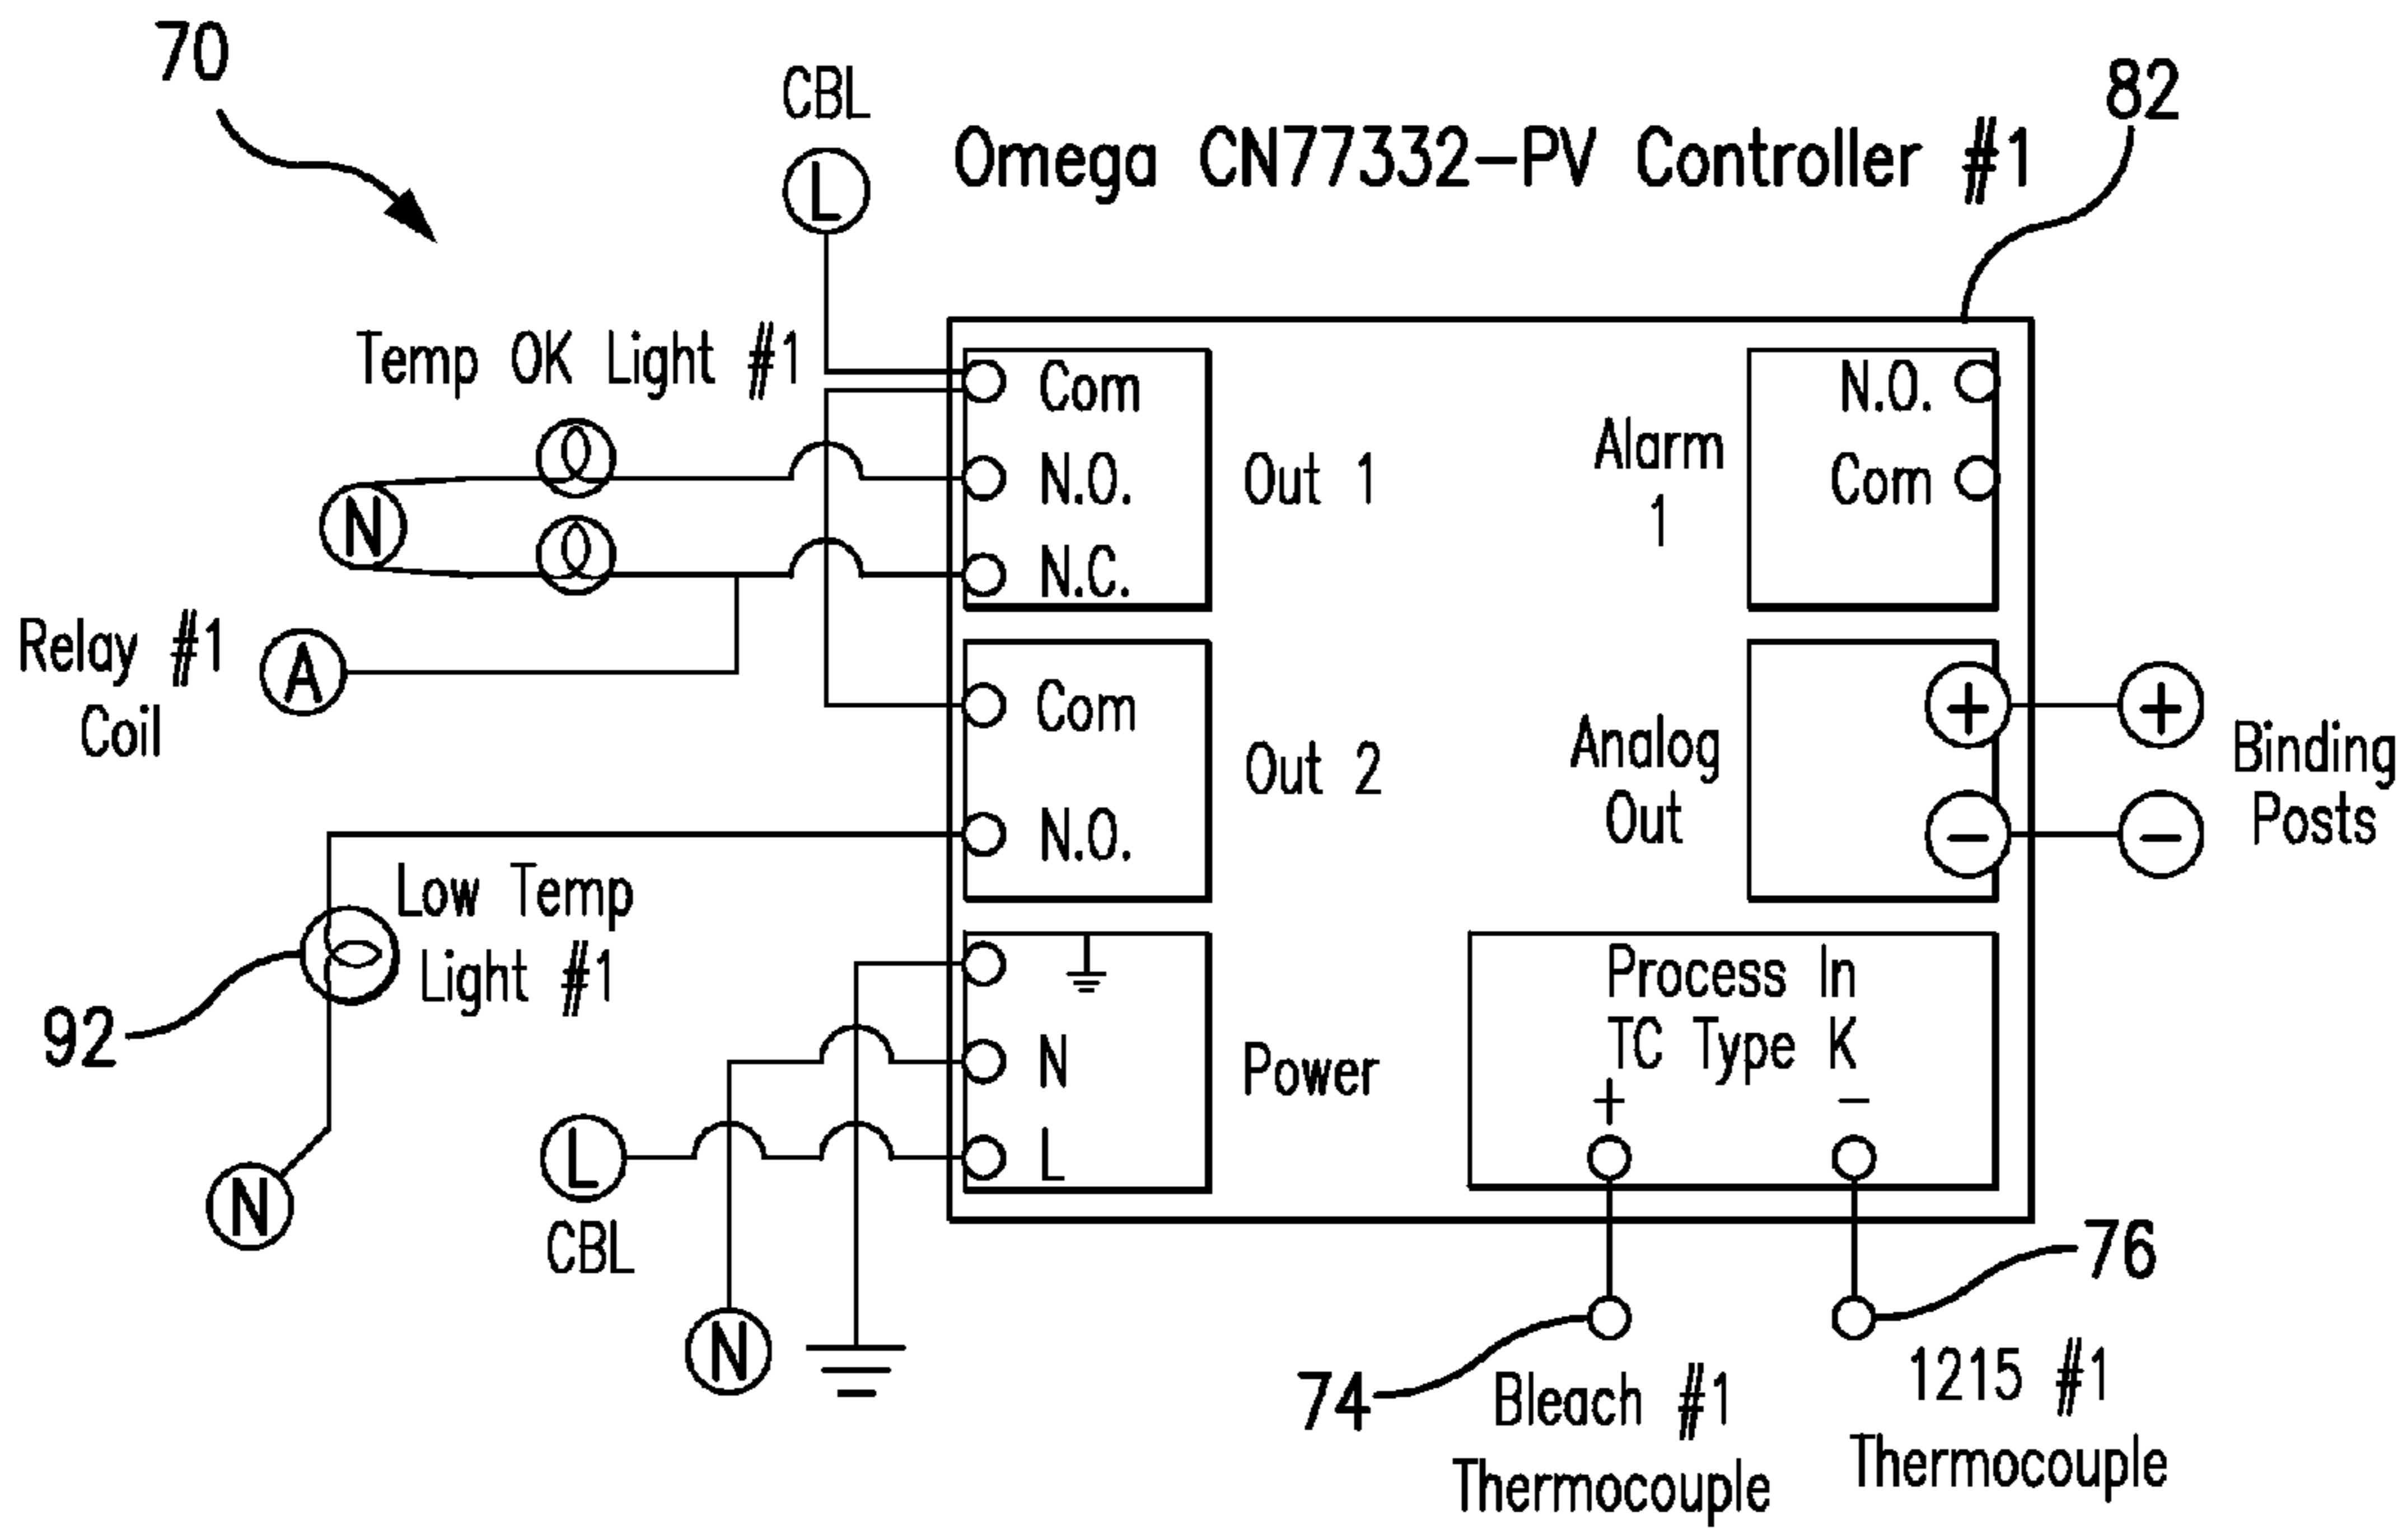 70
CBL
L
Omega CN77332-PV Controller #1
82
Temp OK Light #1
N
Relay #1
Coil
A
Com
N.O.
N.C.
Out 1
Alarm
1
N.O.
Com
Com
N.O.
Out 2
Analog
Out
+
-
+
-
Binding
Posts
Low Temp
Light #1
92
N
N
L
Power
L
CBL
N
Process In
TC Type K
+
-
74
Bleach #1
Thermocouple
76
1215 #1
Thermocouple